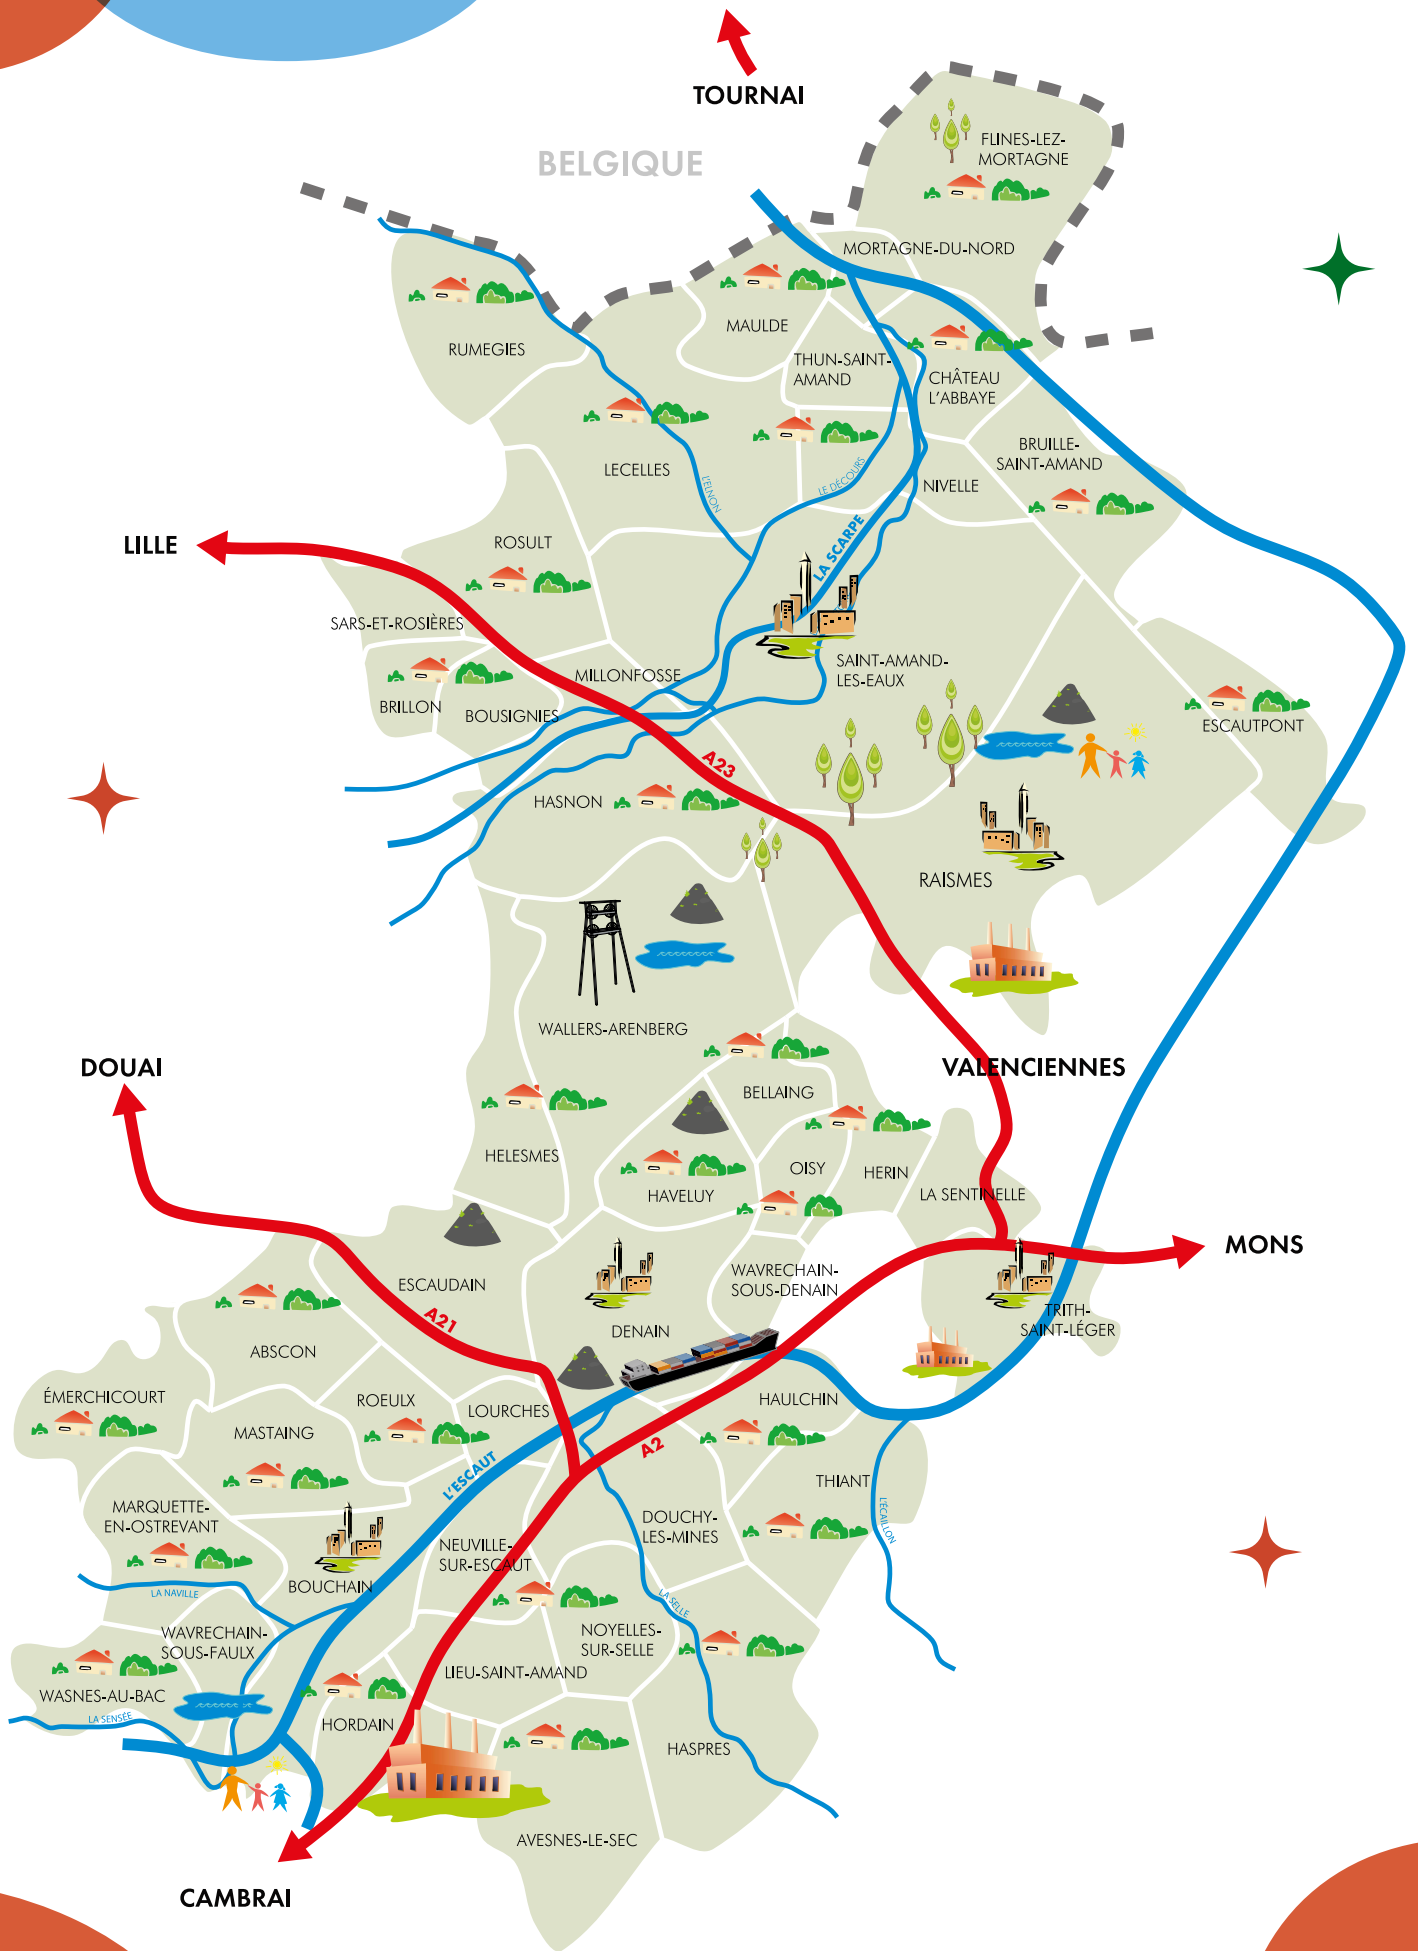 TOURNAI
BELGIQUE
FLINES-LEZ-
MORTAGNE
MORTAGNE-DU-NORD
MAULDE
RUMEGIES
THUN-SAINT-
AMAND
CHÂTEAU
L'ABBAYE
BRUILLE-
SAINT-AMAND
LECELLES
L'ELNON
LE DÉCOURS
NIVELLE
LILLE
ROSULT
LA SCARPE
SARS-ET-ROSIÈRES
MILLONFOSSE
SAINT-AMAND-
LES-EAUX
BRILLON
BOUSIGNIES
ESCAUTPONT
A23
HASNON
RAISMES
WALLERS-ARENBERG
DOUAI
VALENCIENNES
BELLAING
HELESMES
OISY
HERIN
HAVELUY
LA SENTINELLE
MONS
WAVRECHAIN-
SOUS-DENAIN
ESCAUDAIN
A21
DENAIN
TRITH-
SAINT-LÉGER
ABSCON
ÉMERCHICOURT
ROEULX
LOURCHES
HAULCHIN
MASTAING
A2
L'ESCAUT
THIANT
MARQUETTE-
EN-OSTREVANT
DOUCHY-
LES-MINES
L'ÉCAILLON
NEUVILLE-
SUR-ESCAUT
BOUCHAIN
LA NAVILLE
LA SELLE
WAVRECHAIN-
SOUS-FAULX
NOYELLES-
SUR-SELLE
LIEU-SAINT-AMAND
WASNES-AU-BAC
LA SENSÉE
HORDAIN
HASPRES
AVESNES-LE-SEC
CAMBRAI